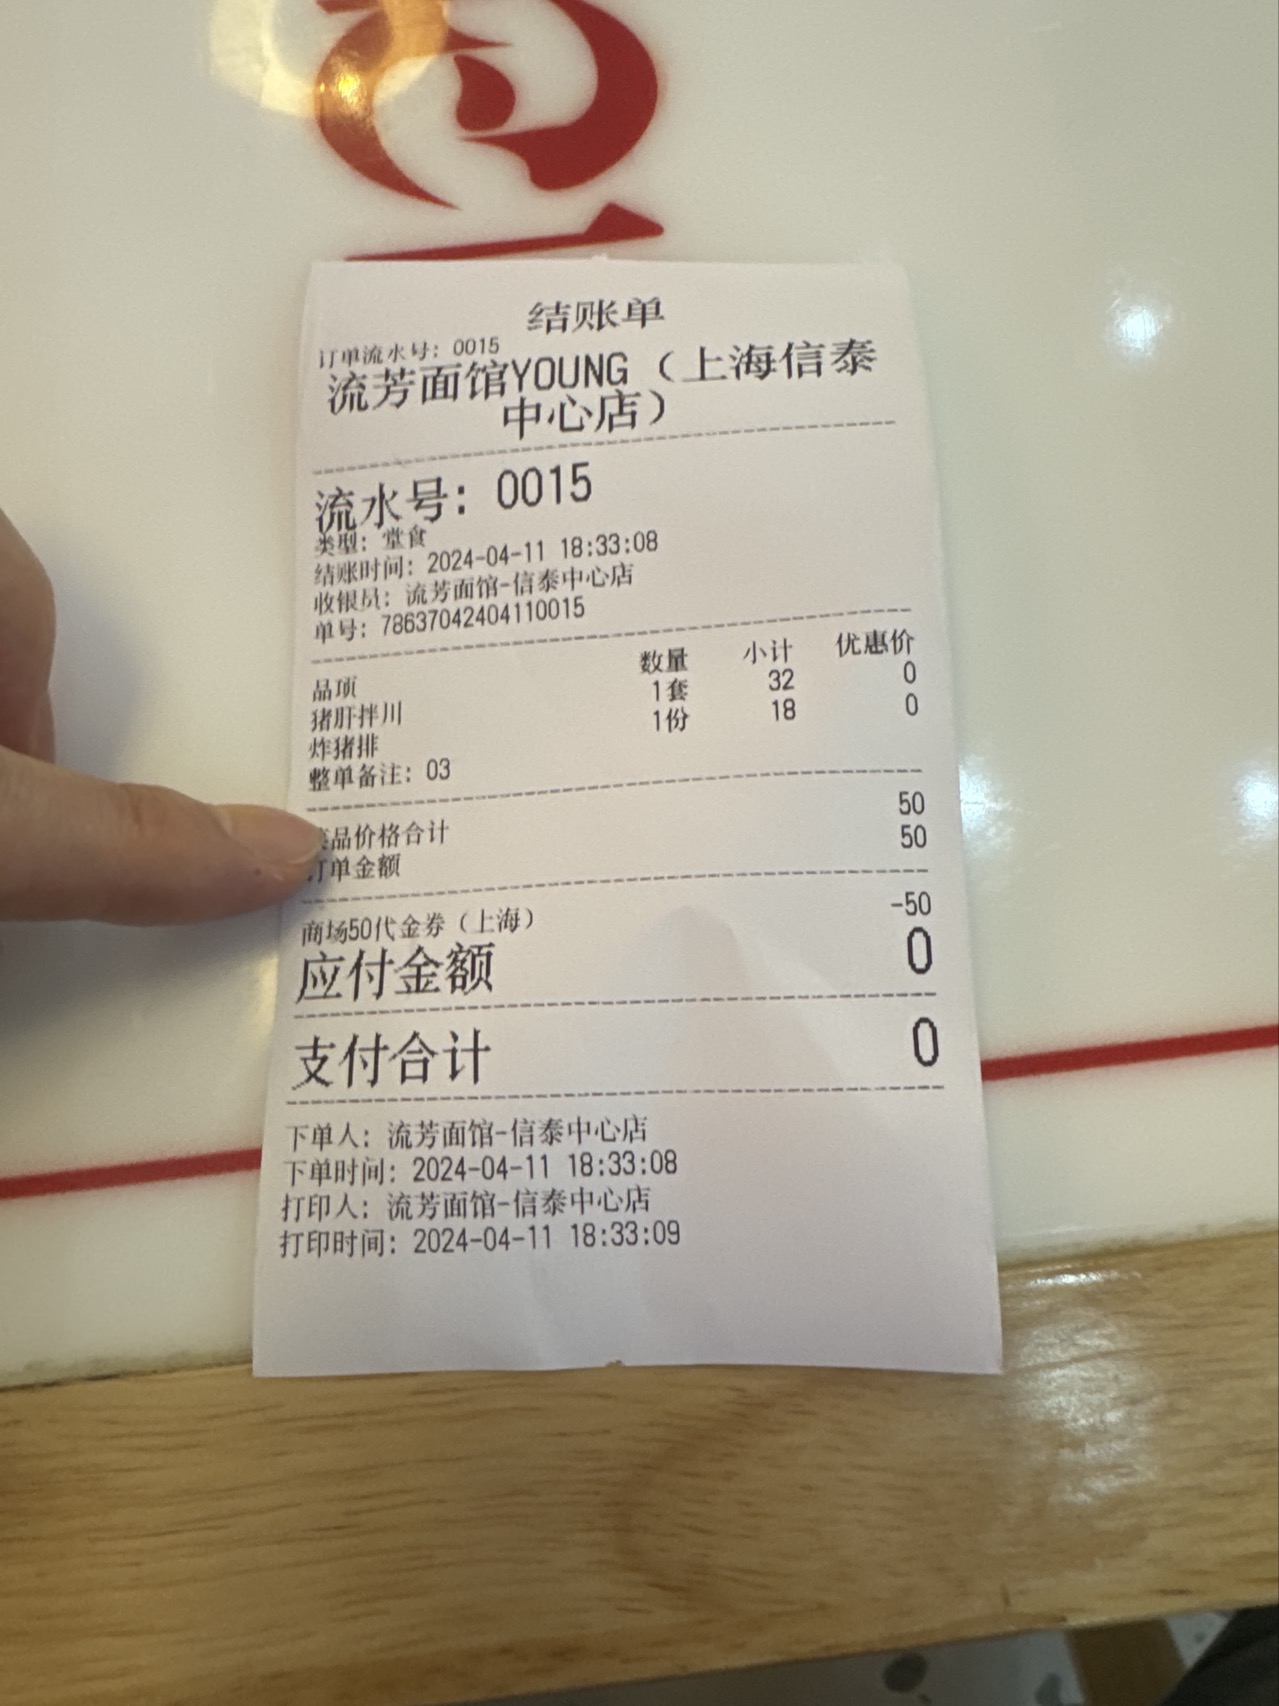 结账单
订单流水号: 0015
流芳面馆YOUNG（上海信泰
中心店）
流水号: 0015
类型: 堂食
结账时间: 2024-04-11 18:33:08
收银员: 流芳面馆-信泰中心店
单号: 78637042404110015
品项 数量 小计 优惠价
猪肝拌川 1套 32 0
炸猪排 1份 18 0
整单备注: 03
菜品价格合计 50
订单金额 50
商场50代金券（上海） -50
应付金额 0
支付合计 0
下单人: 流芳面馆-信泰中心店
下单时间: 2024-04-11 18:33:08
打印人: 流芳面馆-信泰中心店
打印时间: 2024-04-11 18:33:09